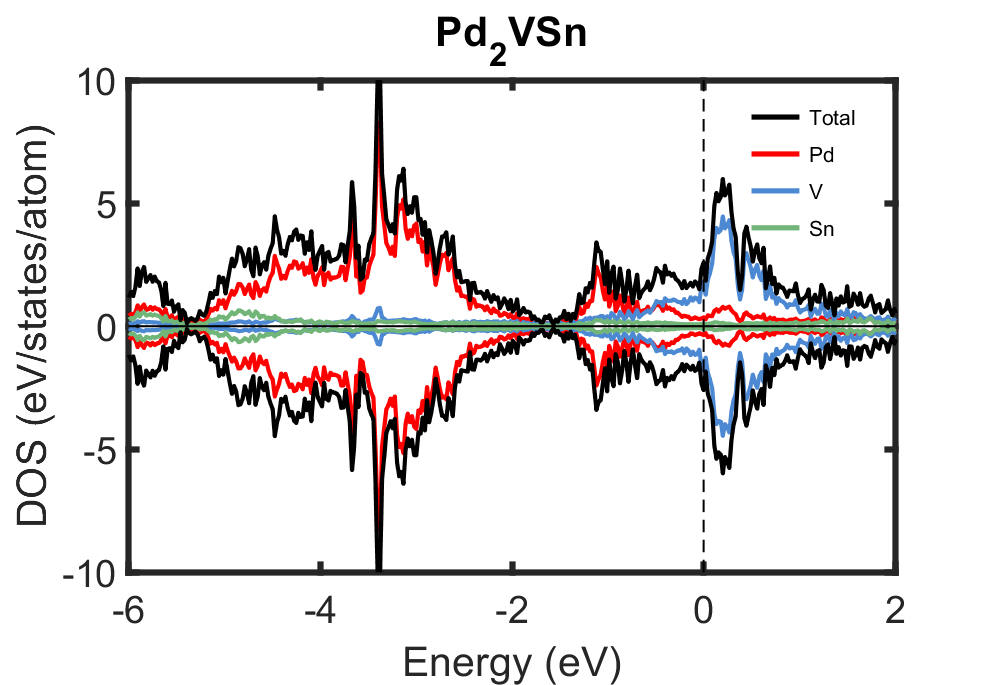 Pd₂VSn
10
5
0
-5
-10
DOS (eV/states/atom)
Total
Pd
V
Sn
-6
-4
-2
0
2
Energy (eV)